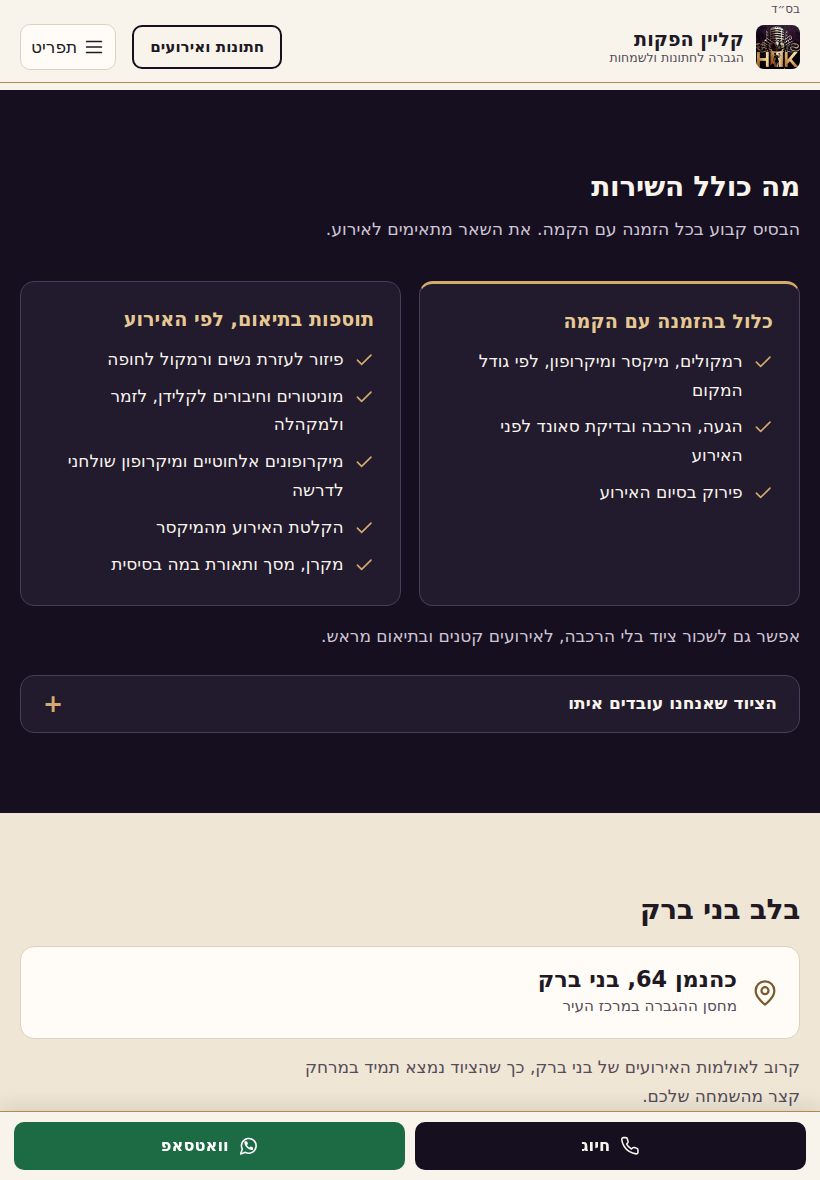 בס״ד
קליין הפקות
הגברה לחתונות ולשמחות
חתונות ואירועים
תפריט
מה כולל השירות
הבסיס קבוע בכל הזמנה עם הקמה. את השאר מתאימים לאירוע.
כלול בהזמנה עם הקמה
רמקולים, מיקסר ומיקרופון, לפי גודל
המקום
הגעה, הרכבה ובדיקת סאונד לפני
האירוע
פירוק בסיום האירוע
תוספות בתיאום, לפי האירוע
פיזור לעזרת נשים ורמקול לחופה
מוניטורים וחיבורים לקלידן, לזמר
ולמקהלה
מיקרופונים אלחוטיים ומיקרופון שולחני
לדרשה
הקלטת האירוע מהמיקסר
מקרן, מסך ותאורת במה בסיסית
אפשר גם לשכור ציוד בלי הרכבה, לאירועים קטנים ובתיאום מראש.
הציוד שאנחנו עובדים איתו
+
בלב בני ברק
כהנמן 64, בני ברק
מחסן ההגברה במרכז העיר
קרוב לאולמות האירועים של בני ברק, כך שהציוד נמצא תמיד במרחק
קצר מהשמחה שלכם.
חיוג
וואטסאפ